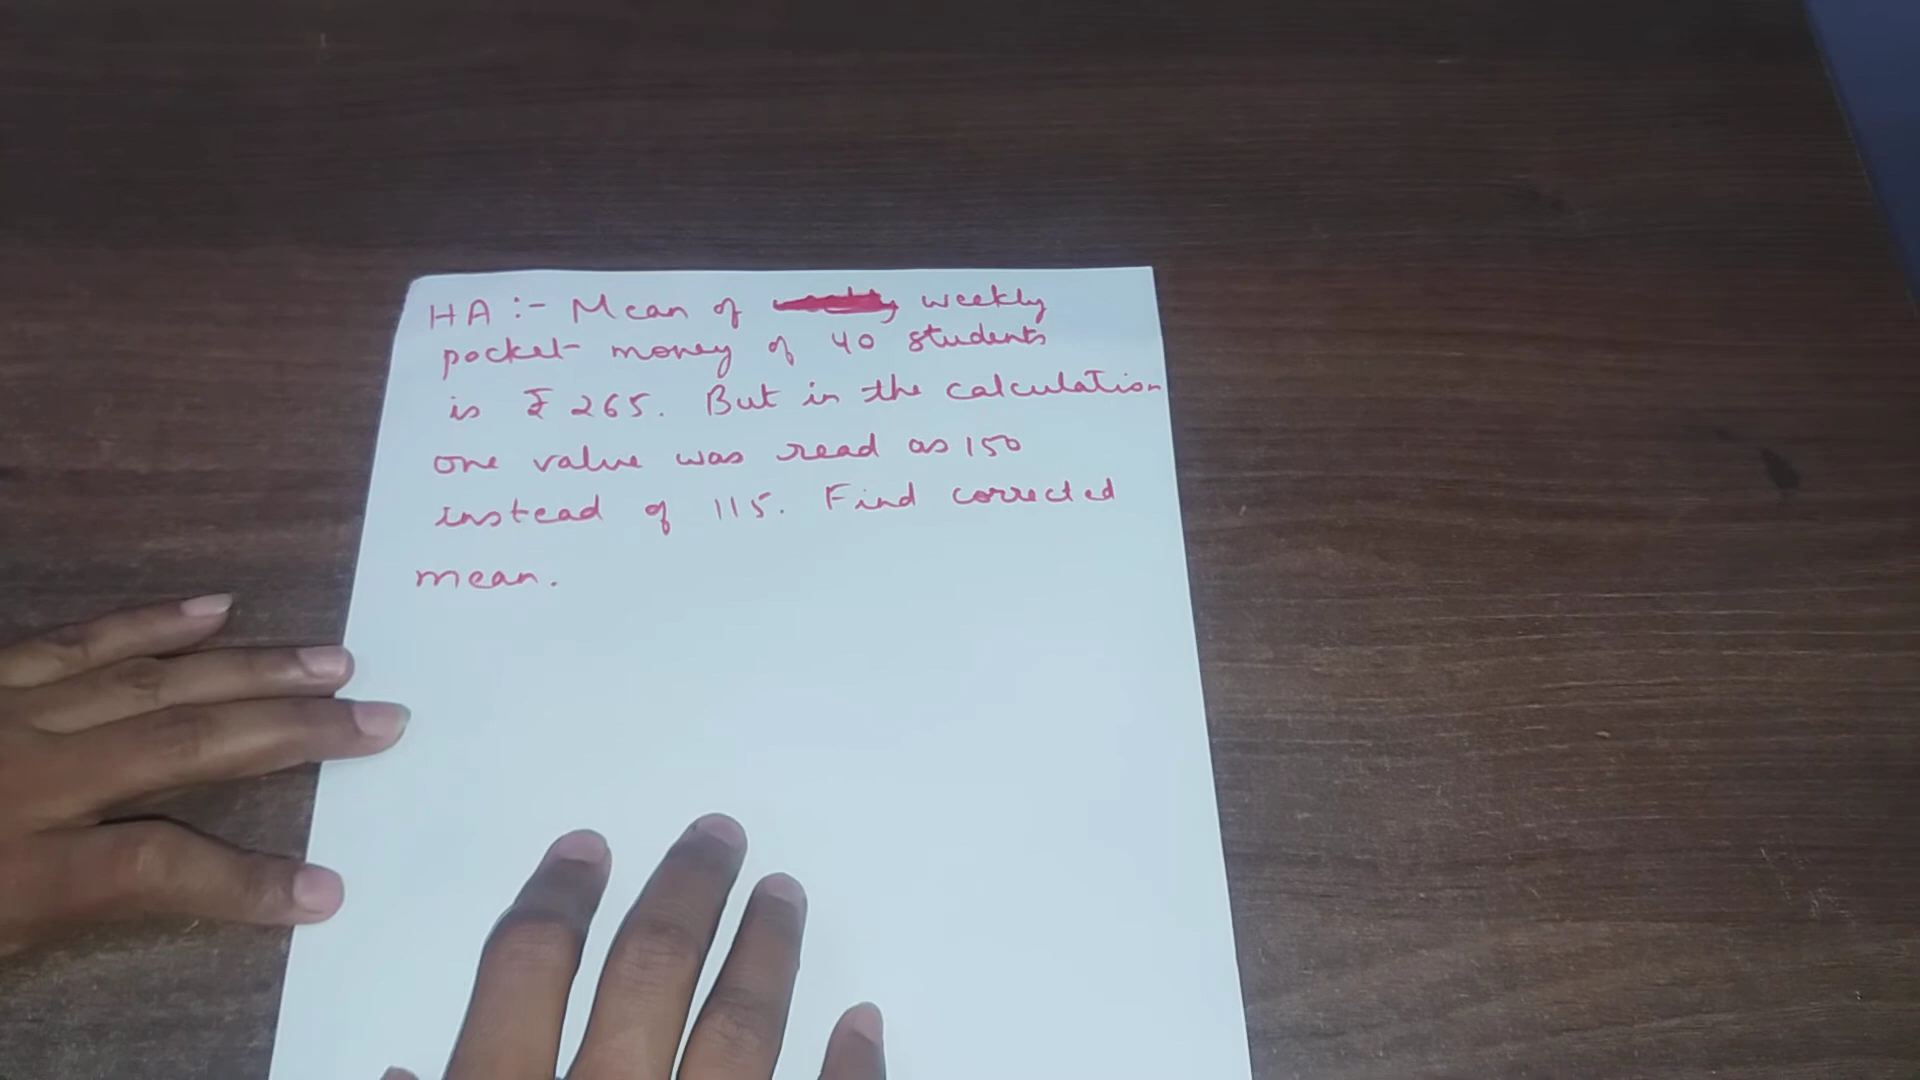 HA :- Mean of weekly
pocket money of 40 students
is ₹ 265. But in the calculation
one value was read as 150
instead of 115. Find corrected
mean.